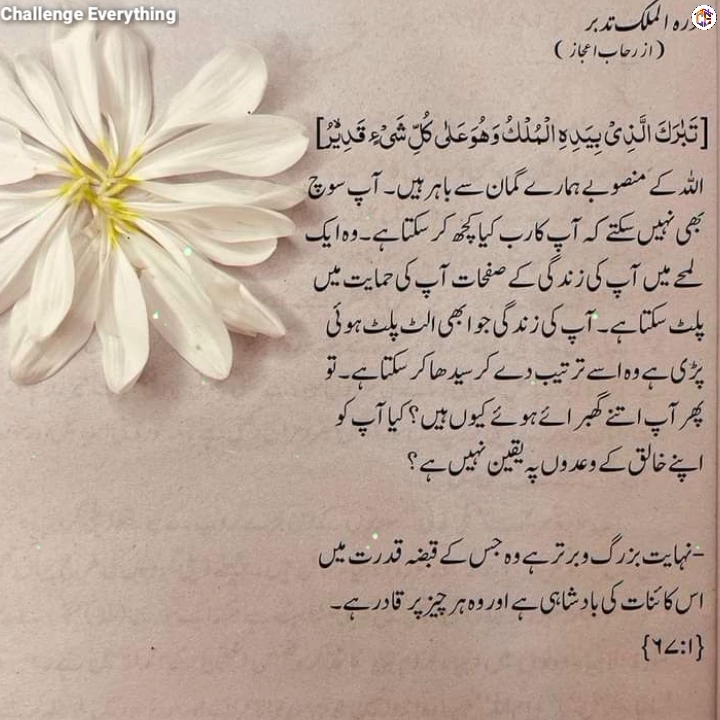 Challenge Everything
ورہ الملک تدبر
( از رحاب اعجاز )
[تَبٰرَكَ الَّذِىْ بِيَدِهِ الْمُلْكُ وَهُوَ عَلٰى كُلِّ شَىْءٍ قَدِيْرٌ]
اللہ کے منصوبے ہمارے گمان سے باہر ہیں۔ آپ سوچ
بھی نہیں سکتے کہ آپ کا رب کیا کچھ کر سکتا ہے۔ وہ ایک
لمحے میں آپ کی زندگی کے صفحات آپ کی حمایت میں
پلٹ سکتا ہے۔ آپ کی زندگی جو ابھی الٹ پلٹ ہوئی
پڑی ہے وہ اسے ترتیب دے کر سیدھا کر سکتا ہے۔ تو
پھر آپ اتنے گھبرائے ہوئے کیوں ہیں؟ کیا آپ کو
اپنے خالق کے وعدوں پہ یقین نہیں ہے؟
-نہایت بزرگ و برتر ہے وہ جس کے قبضہ قدرت میں
اس کائنات کی بادشاہی ہے اور وہ ہر چیز پر قادر ہے۔
{٦٧:١}